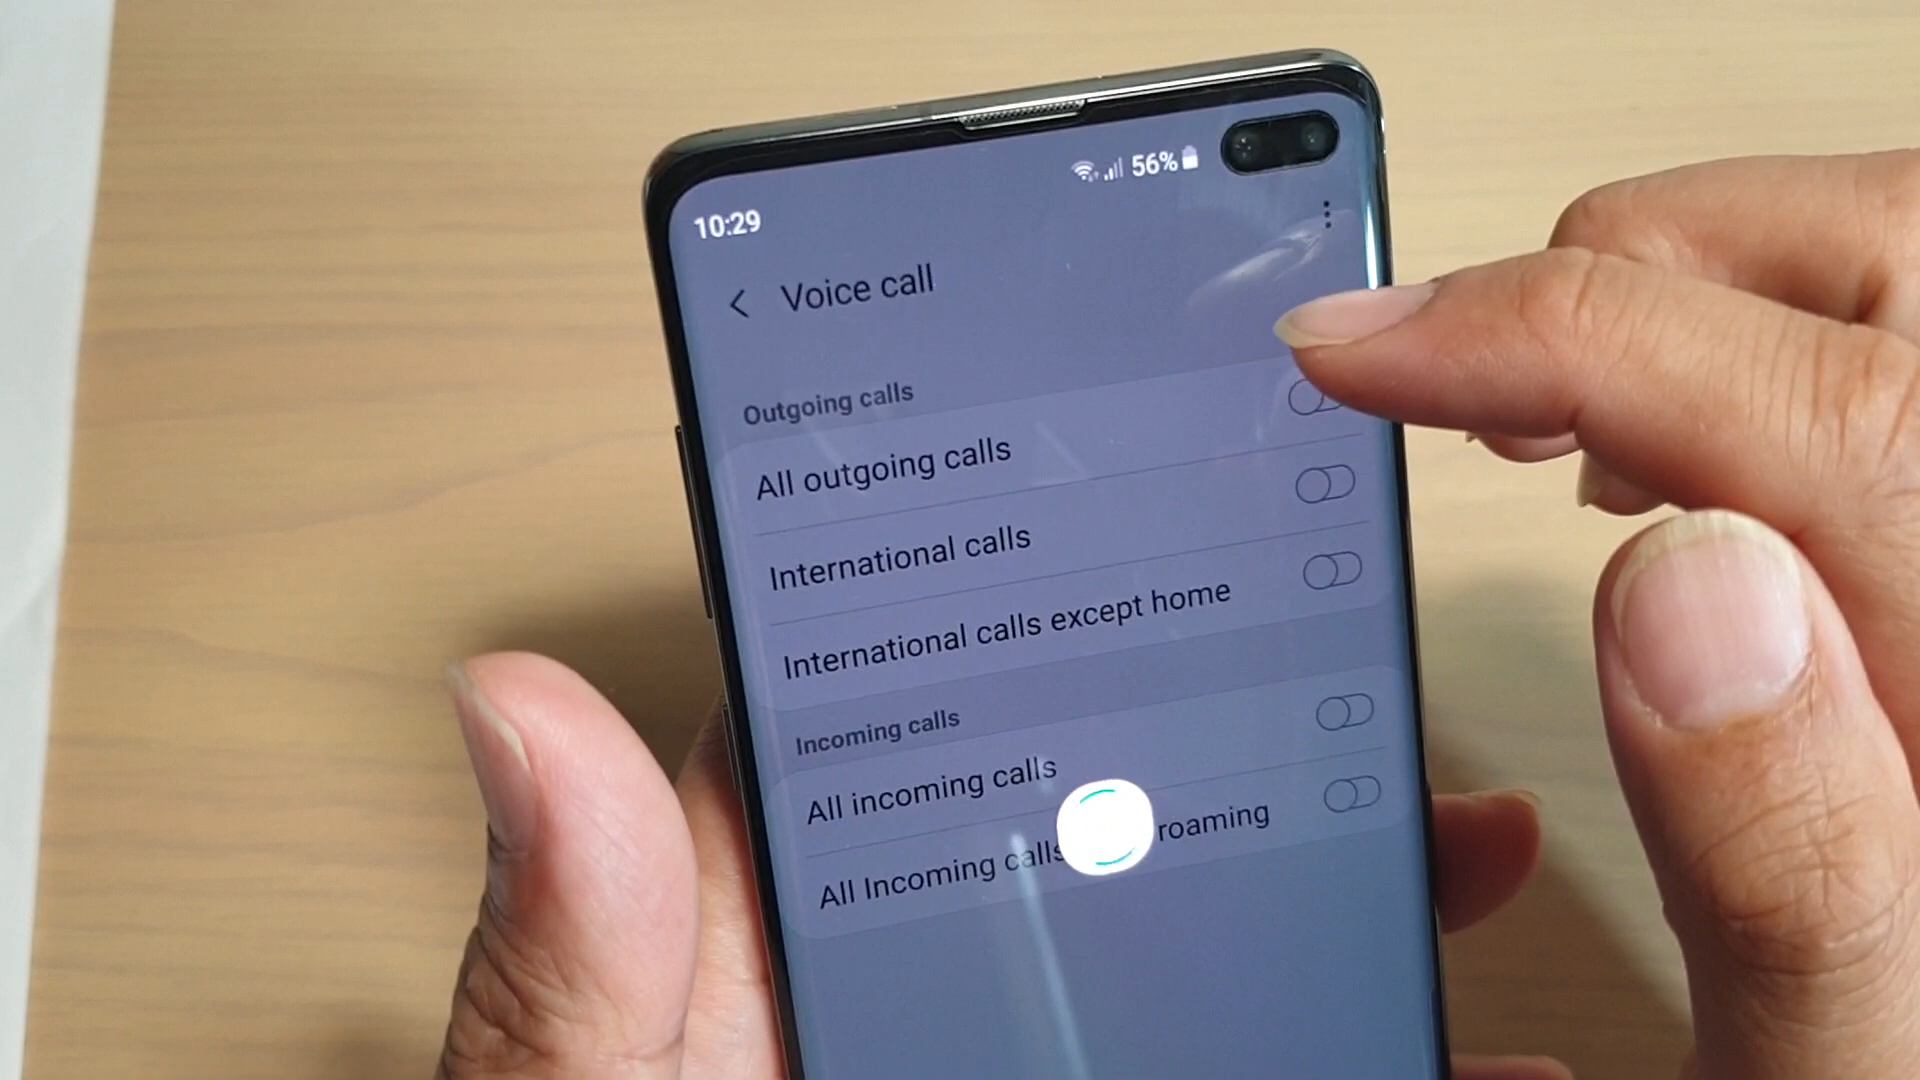 56%
10:29
Voice call
Outgoing calls
All outgoing calls
International calls
International calls except home
Incoming calls
All incoming calls
All Incoming calls roaming